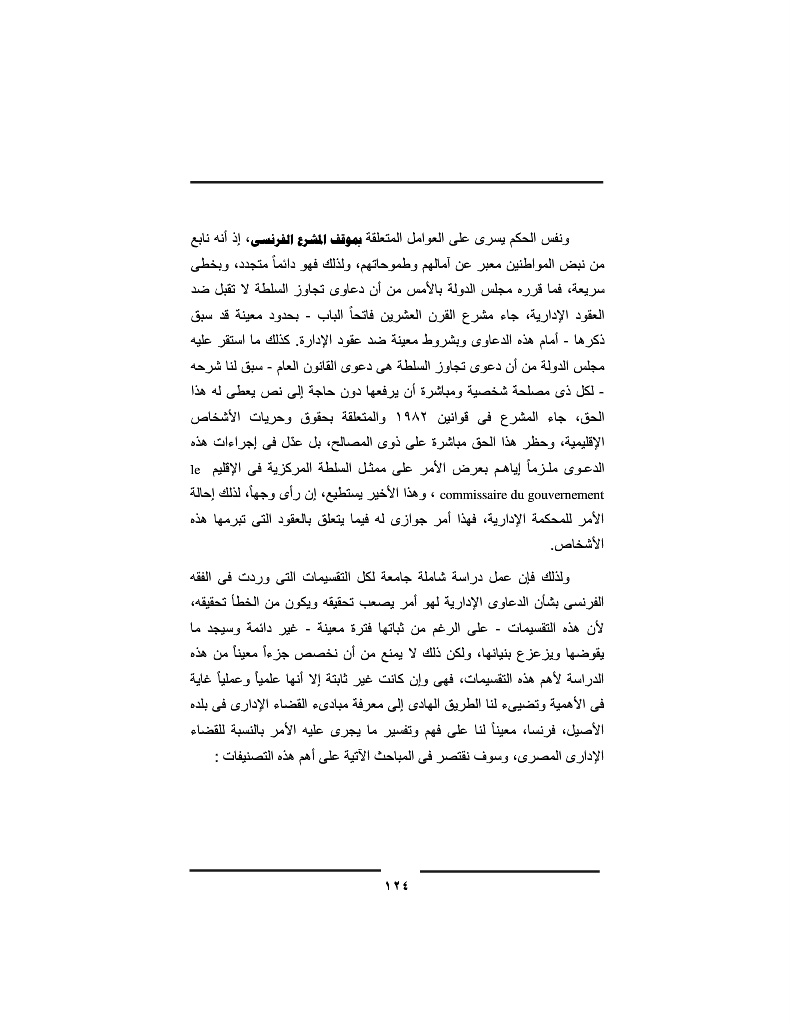 ونفس الحكم يسرى على العوامل المتعلقة بموقف المشرع الفرنسى، إذ أنه نابع
من نبض المواطنين معبر عن آمالهم وطموحاتهم، ولذلك فهو دائماً متجدد، وبخطى
سريعة، فما قرره مجلس الدولة بالأمس من أن دعاوى تجاوز السلطة لا تقبل ضد
العقود الإدارية، جاء مشرع القرن العشرين فاتحاً الباب - بحدود معينة قد سبق
ذكرها - أمام هذه الدعاوى وبشروط معينة ضد عقود الإدارة. كذلك ما استقر عليه
مجلس الدولة من أن دعوى تجاوز السلطة هى دعوى القانون العام - سبق لنا شرحه
- لكل ذى مصلحة شخصية ومباشرة أن يرفعها دون حاجة إلى نص يعطى له هذا
الحق، جاء المشرع فى قوانين ١٩٨٢ والمتعلقة بحقوق وحريات الأشخاص
الإقليمية، وحظر هذا الحق مباشرة على ذوى المصالح، بل عدّل فى إجراءات هذه
الدعوى ملزماً إياهم بعرض الأمر على ممثل السلطة المركزية فى الإقليم le
commissaire du gouvernement ، وهذا الأخير يستطيع، إن رأى وجهاً، لذلك إحالة
الأمر للمحكمة الإدارية، فهذا أمر جوازى له فيما يتعلق بالعقود التى تبرمها هذه
الأشخاص.
ولذلك فإن عمل دراسة شاملة جامعة لكل التقسيمات التى وردت فى الفقه
الفرنسى بشأن الدعاوى الإدارية لهو أمر يصعب تحقيقه ويكون من الخطأ تحقيقه،
لأن هذه التقسيمات - على الرغم من ثباتها فترة معينة - غير دائمة وسيجد ما
يقوضها ويزعزع بنيانها، ولكن ذلك لا يمنع من أن نخصص جزءاً معيناً من هذه
الدراسة لأهم هذه التقسيمات، فهى وإن كانت غير ثابتة إلا أنها علمياً وعملياً غاية
فى الأهمية وتضيىء لنا الطريق الهادى إلى معرفة مبادىء القضاء الإدارى فى بلده
الأصيل، فرنسا، معيناً لنا على فهم وتفسير ما يجرى عليه الأمر بالنسبة للقضاء
الإدارى المصرى، وسوف نقتصر فى المباحث الآتية على أهم هذه التصنيفات :
١٢٤